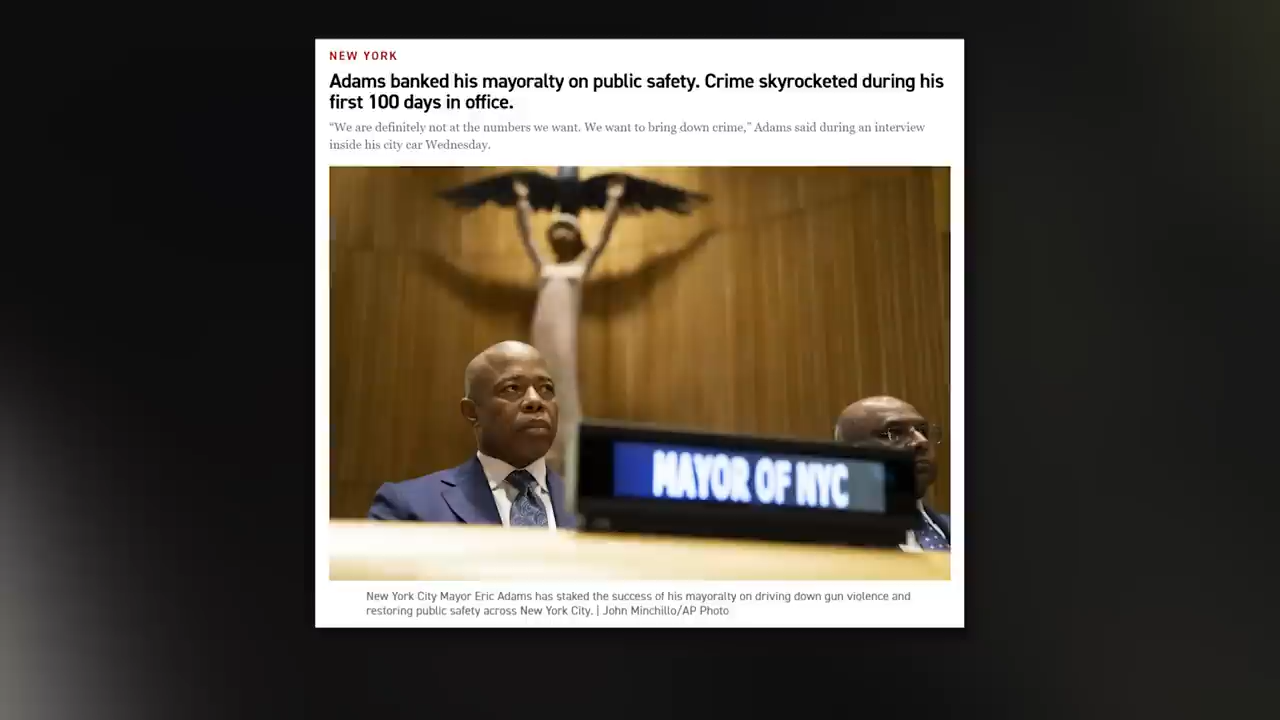 NEW YORK
Adams banked his mayoralty on public safety. Crime skyrocketed during his
first 100 days in office.
“We are definitely not at the numbers we want. We want to bring down crime,” Adams said during an interview
inside his city car Wednesday.
MAYOR OF NYC
New York City Mayor Eric Adams has staked the success of his mayoralty on driving down gun violence and
restoring public safety across New York City. | John Minchillo/AP Photo